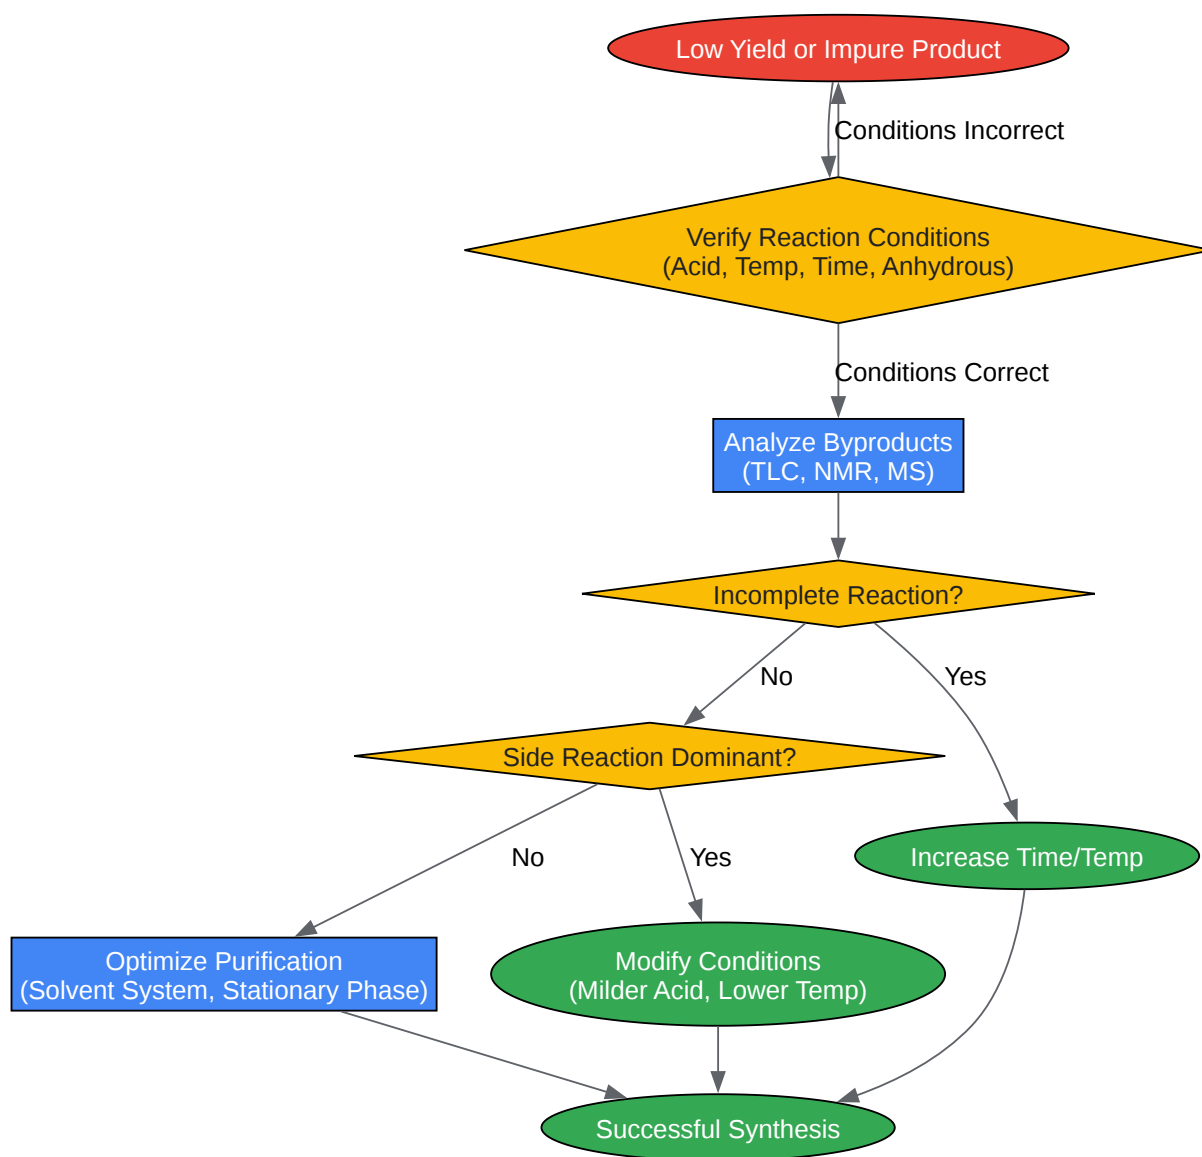 Low Yield or Impure Product
Conditions Incorrect
Verify Reaction Conditions
(Acid, Temp, Time, Anhydrous)
Conditions Correct
Analyze Byproducts
(TLC, NMR, MS)
Incomplete Reaction?
No
Yes
Side Reaction Dominant?
No
Yes
Increase Time/Temp
Optimize Purification
(Solvent System, Stationary Phase)
Modify Conditions
(Milder Acid, Lower Temp)
Successful Synthesis